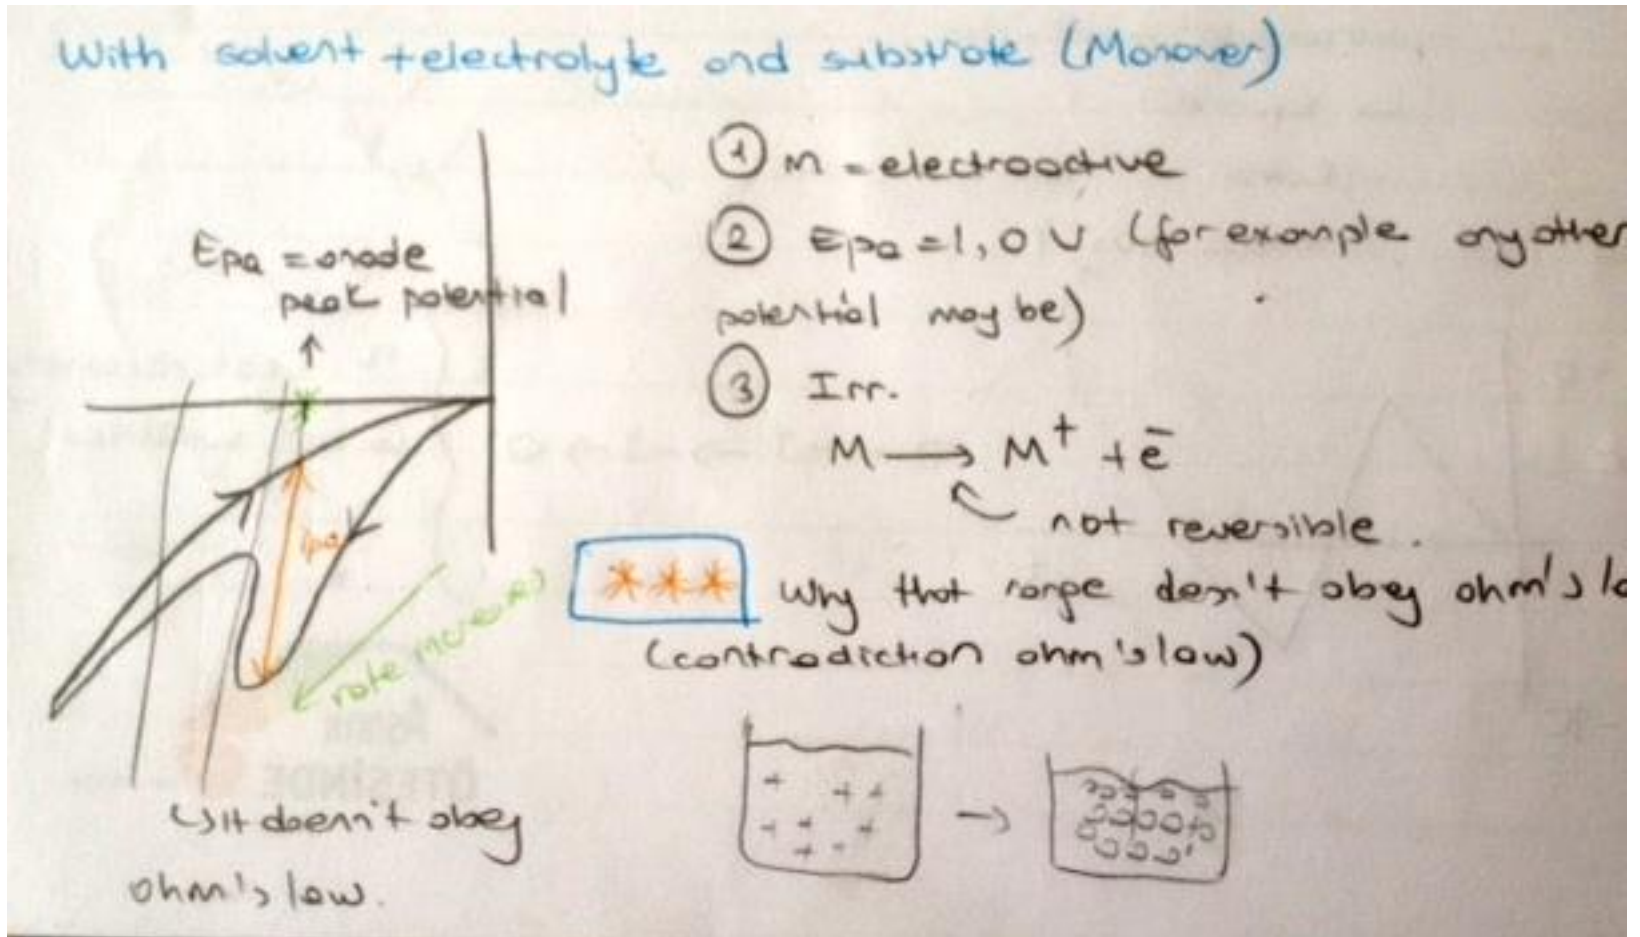 With solvent + electrolyte and substrate (Monomer)
① M = electroactive
② Epa = 1,0 V (for example any other
potential may be)
③ Irr.
M → M⁺ + e̅
not reversible.
Epa = anode
peak potential
ipa
rate increases
↳ It doesn't obey
ohm's law.
*** Why that range doesn't obey ohm's la
(contradiction ohm's law)
+ + + + + + + +
→